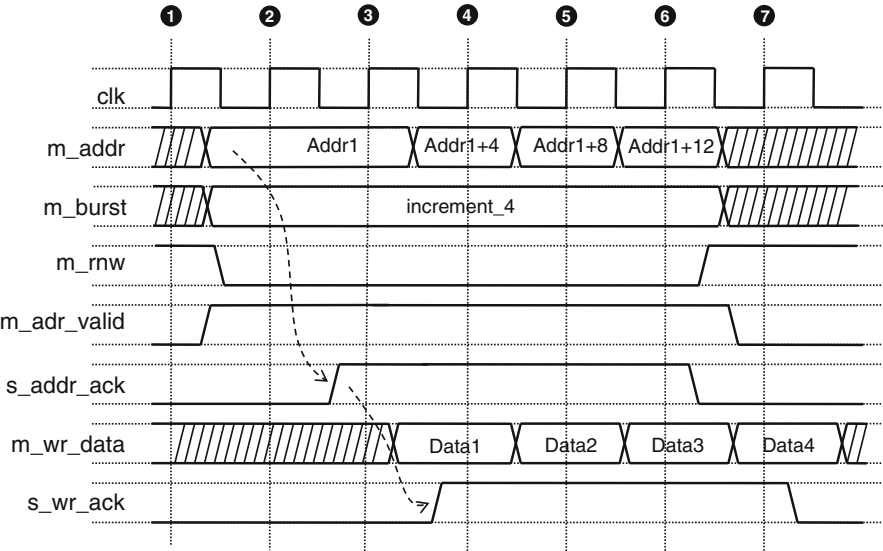 ❶ ❷ ❸ ❹ ❺ ❻ ❼
clk
m_addr Addr1 Addr1+4 Addr1+8 Addr1+12
m_burst increment_4
m_rnw
m_adr_valid
s_addr_ack
m_wr_data Data1 Data2 Data3 Data4
s_wr_ack